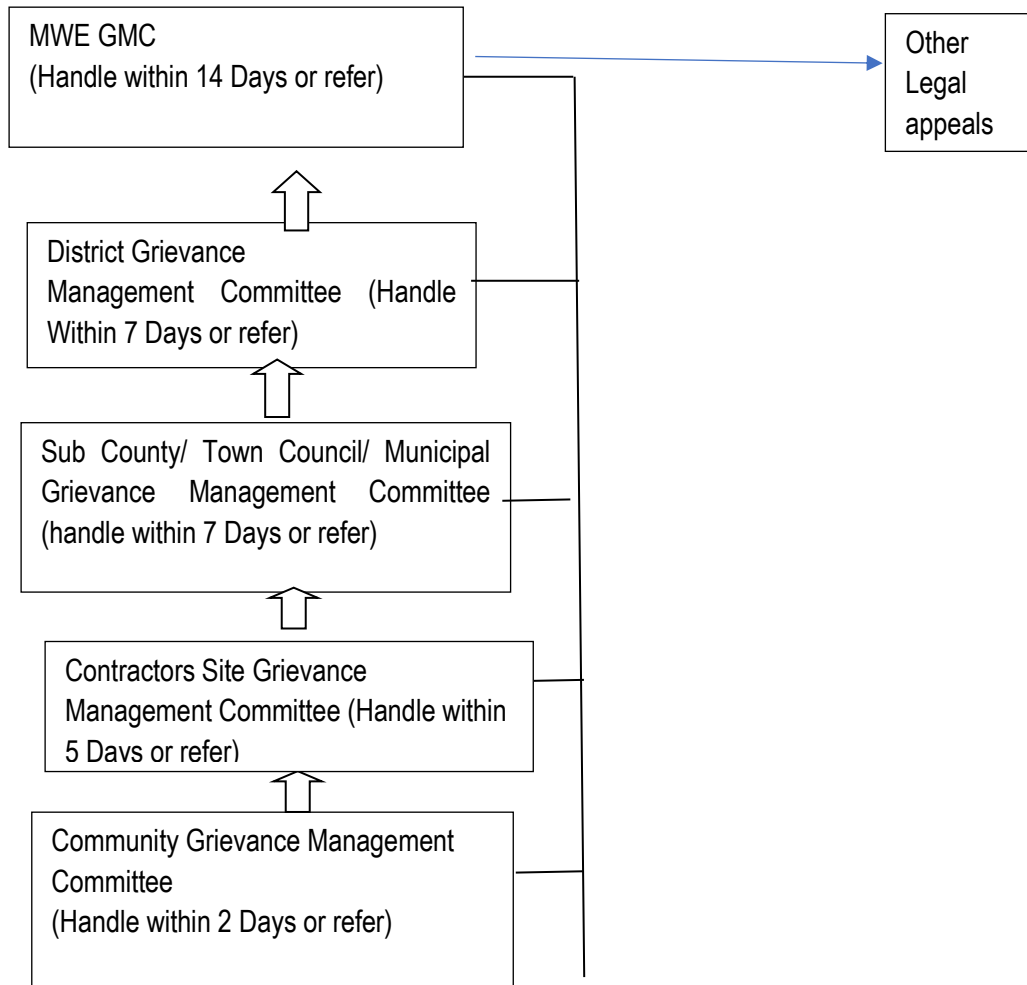 MWE GMC
(Handle within 14 Days or refer)
Other
Legal
appeals
District Grievance
Management Committee (Handle
Within 7 Days or refer)
Sub County/ Town Council/ Municipal
Grievance Management Committee
(handle within 7 Days or refer)
Contractors Site Grievance
Management Committee (Handle within
5 Days or refer)
Community Grievance Management
Committee
(Handle within 2 Days or refer)